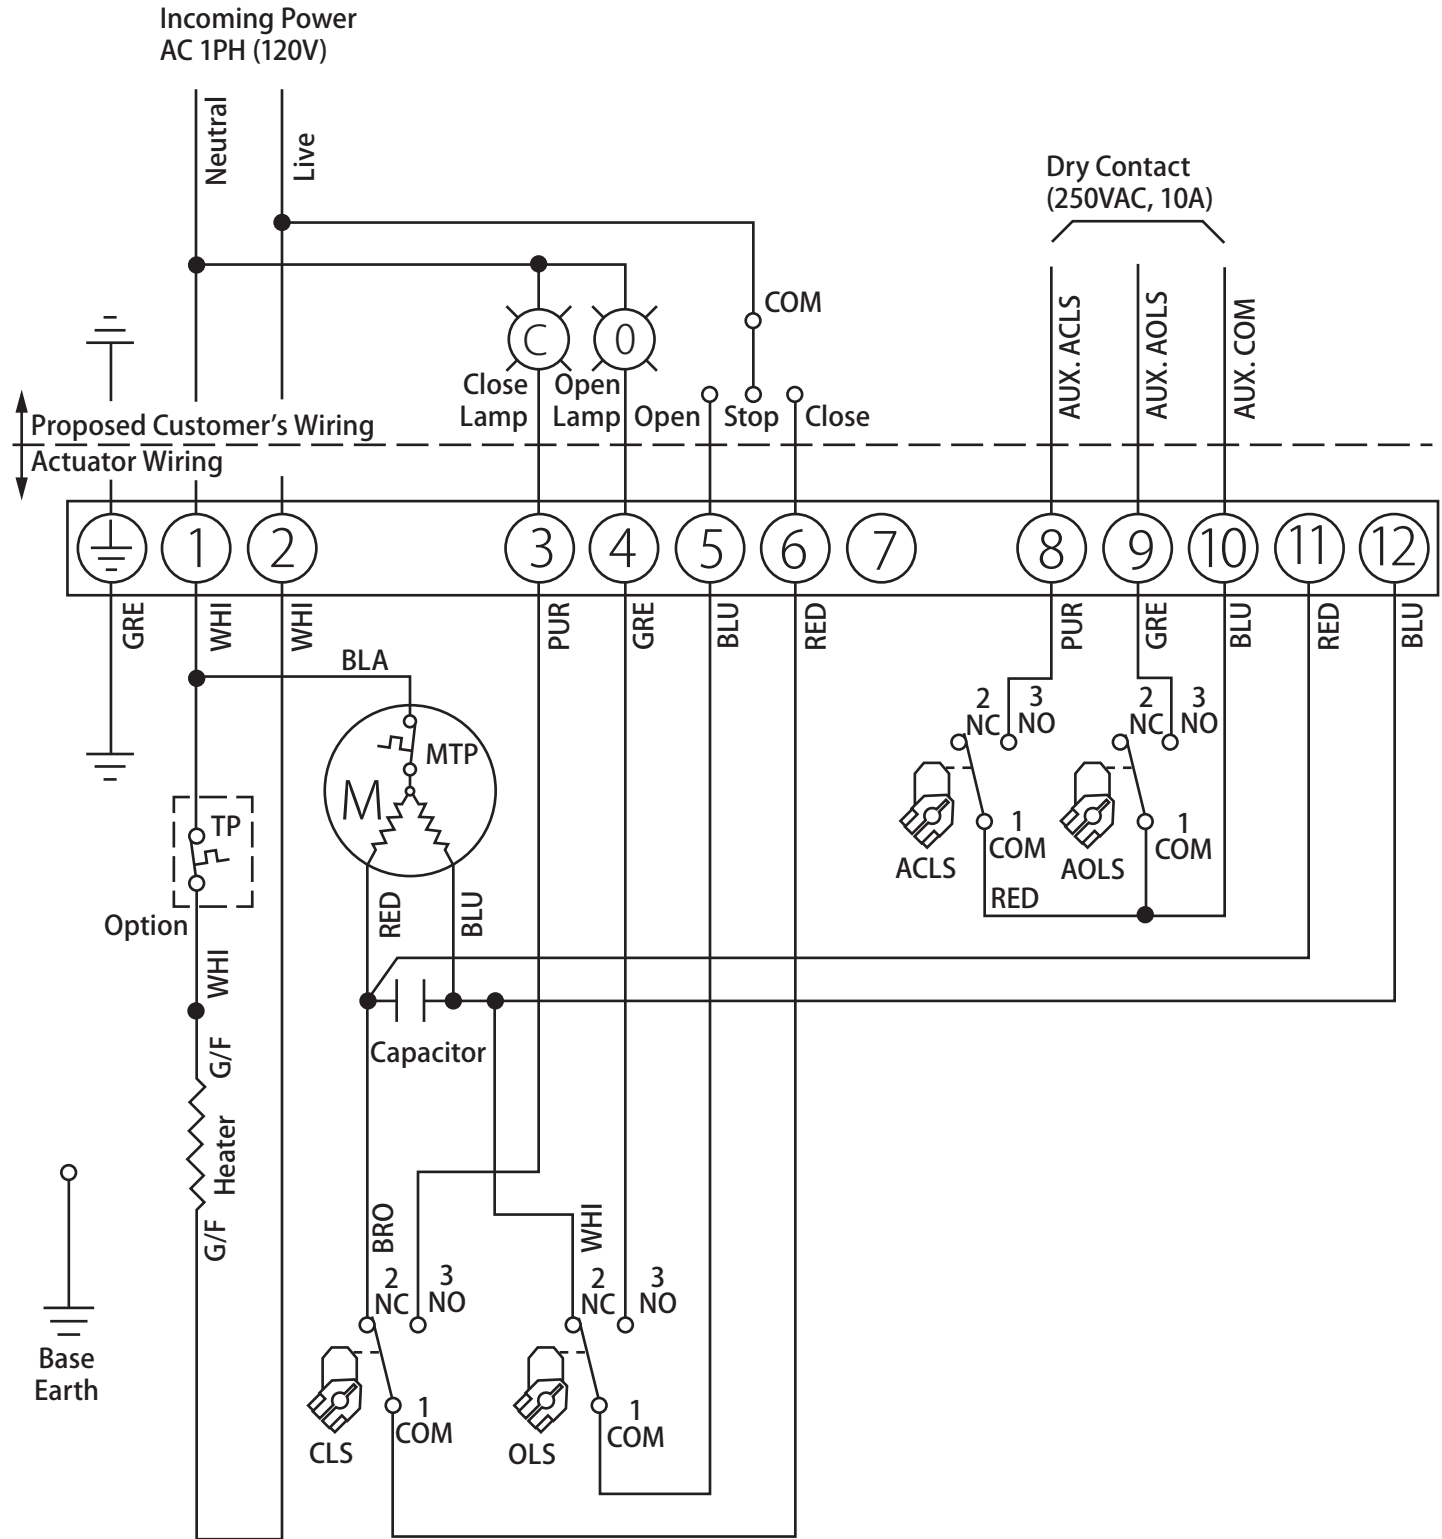 Incoming Power
AC 1PH (120V)
Neutral
Live
Dry Contact
(250VAC, 10A)
COM
AUX. ACLS
AUX. AOLS
AUX. COM
C
0
Close
Lamp
Open
Lamp
Open
Stop
Close
Proposed Customer's Wiring
Actuator Wiring
1
2
3
4
5
6
7
8
9
10
11
12
GRE
WHI
WHI
PUR
GRE
BLU
RED
PUR
GRE
BLU
RED
BLU
BLA
MTP
M
2
NC
3
NO
2
NC
3
NO
TP
1
COM
1
COM
ACLS
AOLS
RED
Option
RED
BLU
WHI
Capacitor
G/F
Heater
G/F
BRO
WHI
2
NC
3
NO
2
NC
3
NO
Base
Earth
1
COM
1
COM
CLS
OLS